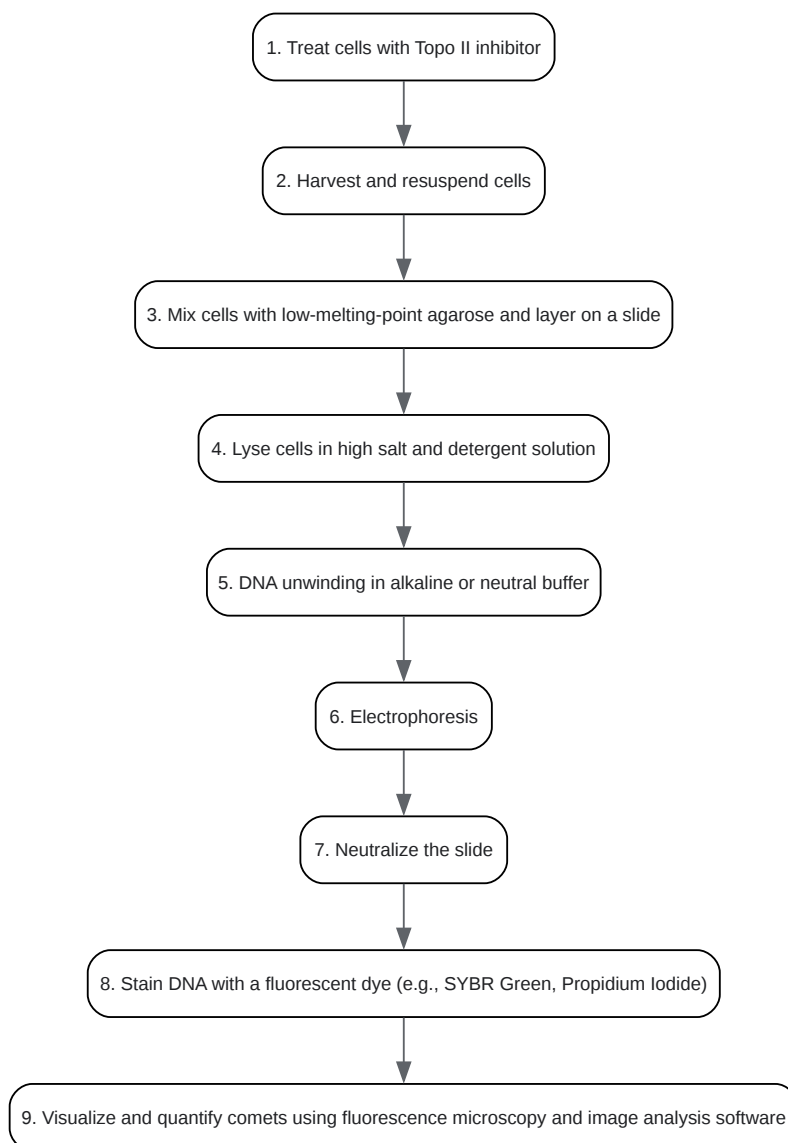 1. Treat cells with Topo II inhibitor
2. Harvest and resuspend cells
3. Mix cells with low-melting-point agarose and layer on a slide
4. Lyse cells in high salt and detergent solution
5. DNA unwinding in alkaline or neutral buffer
6. Electrophoresis
7. Neutralize the slide
8. Stain DNA with a fluorescent dye (e.g., SYBR Green, Propidium Iodide)
9. Visualize and quantify comets using fluorescence microscopy and image analysis software